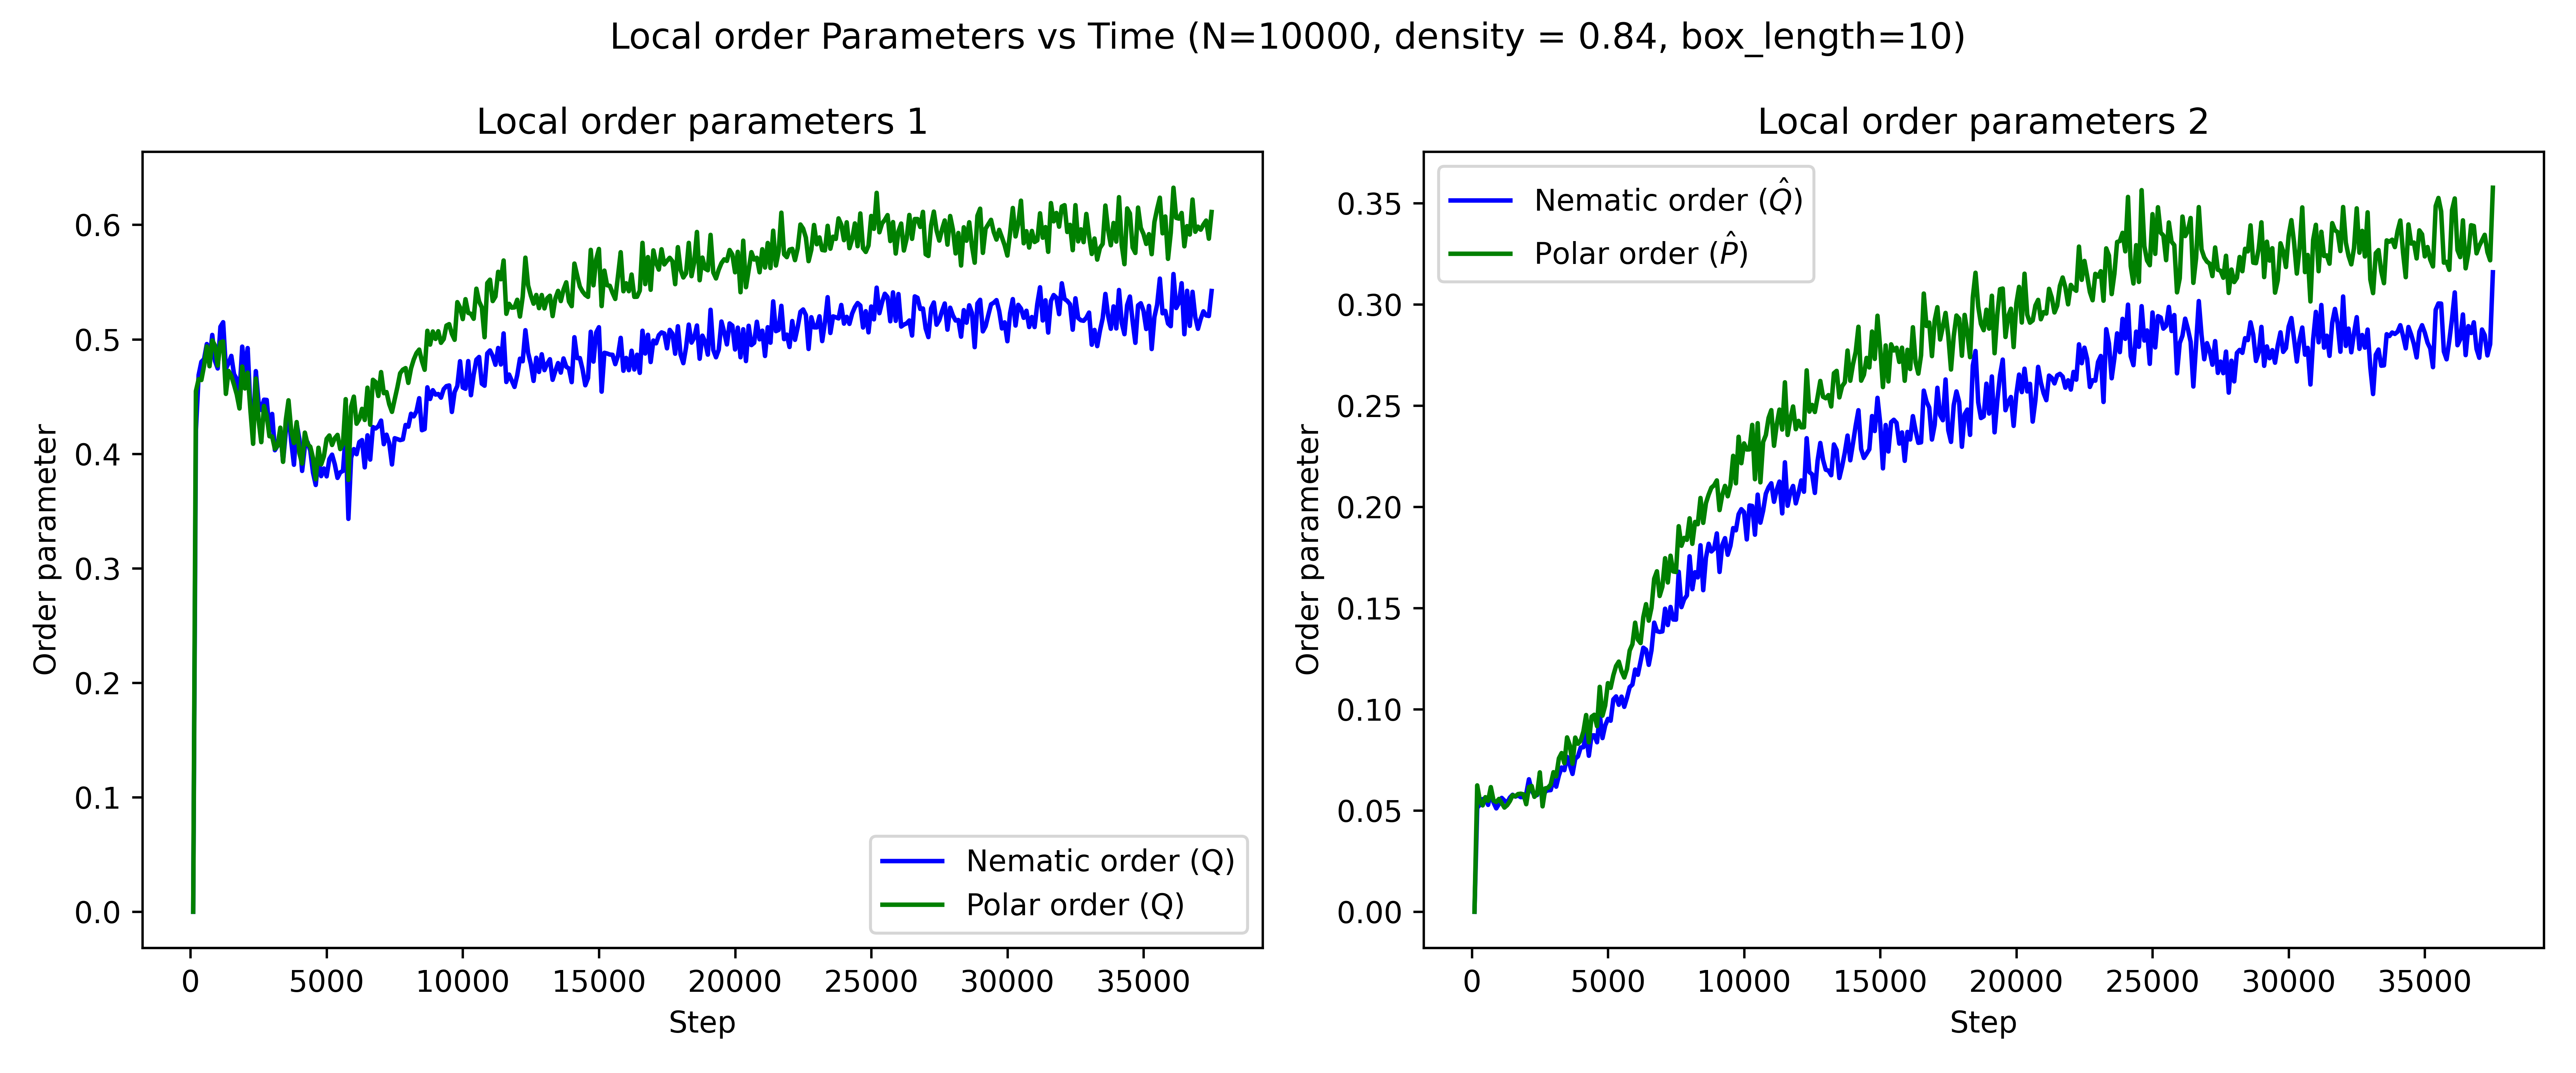 Local order Parameters vs Time (N=10000, density = 0.84, box_length=10)
Local order parameters 1
Order parameter
0.6
0.5
0.4
0.3
0.2
0.1
0.0
Nematic order (Q)
Polar order (Q)
0 5000 10000 15000 20000 25000 30000 35000
Step
Local order parameters 2
Order parameter
0.35
0.30
0.25
0.20
0.15
0.10
0.05
0.00
Nematic order (Q̂)
Polar order (P̂)
0 5000 10000 15000 20000 25000 30000 35000
Step